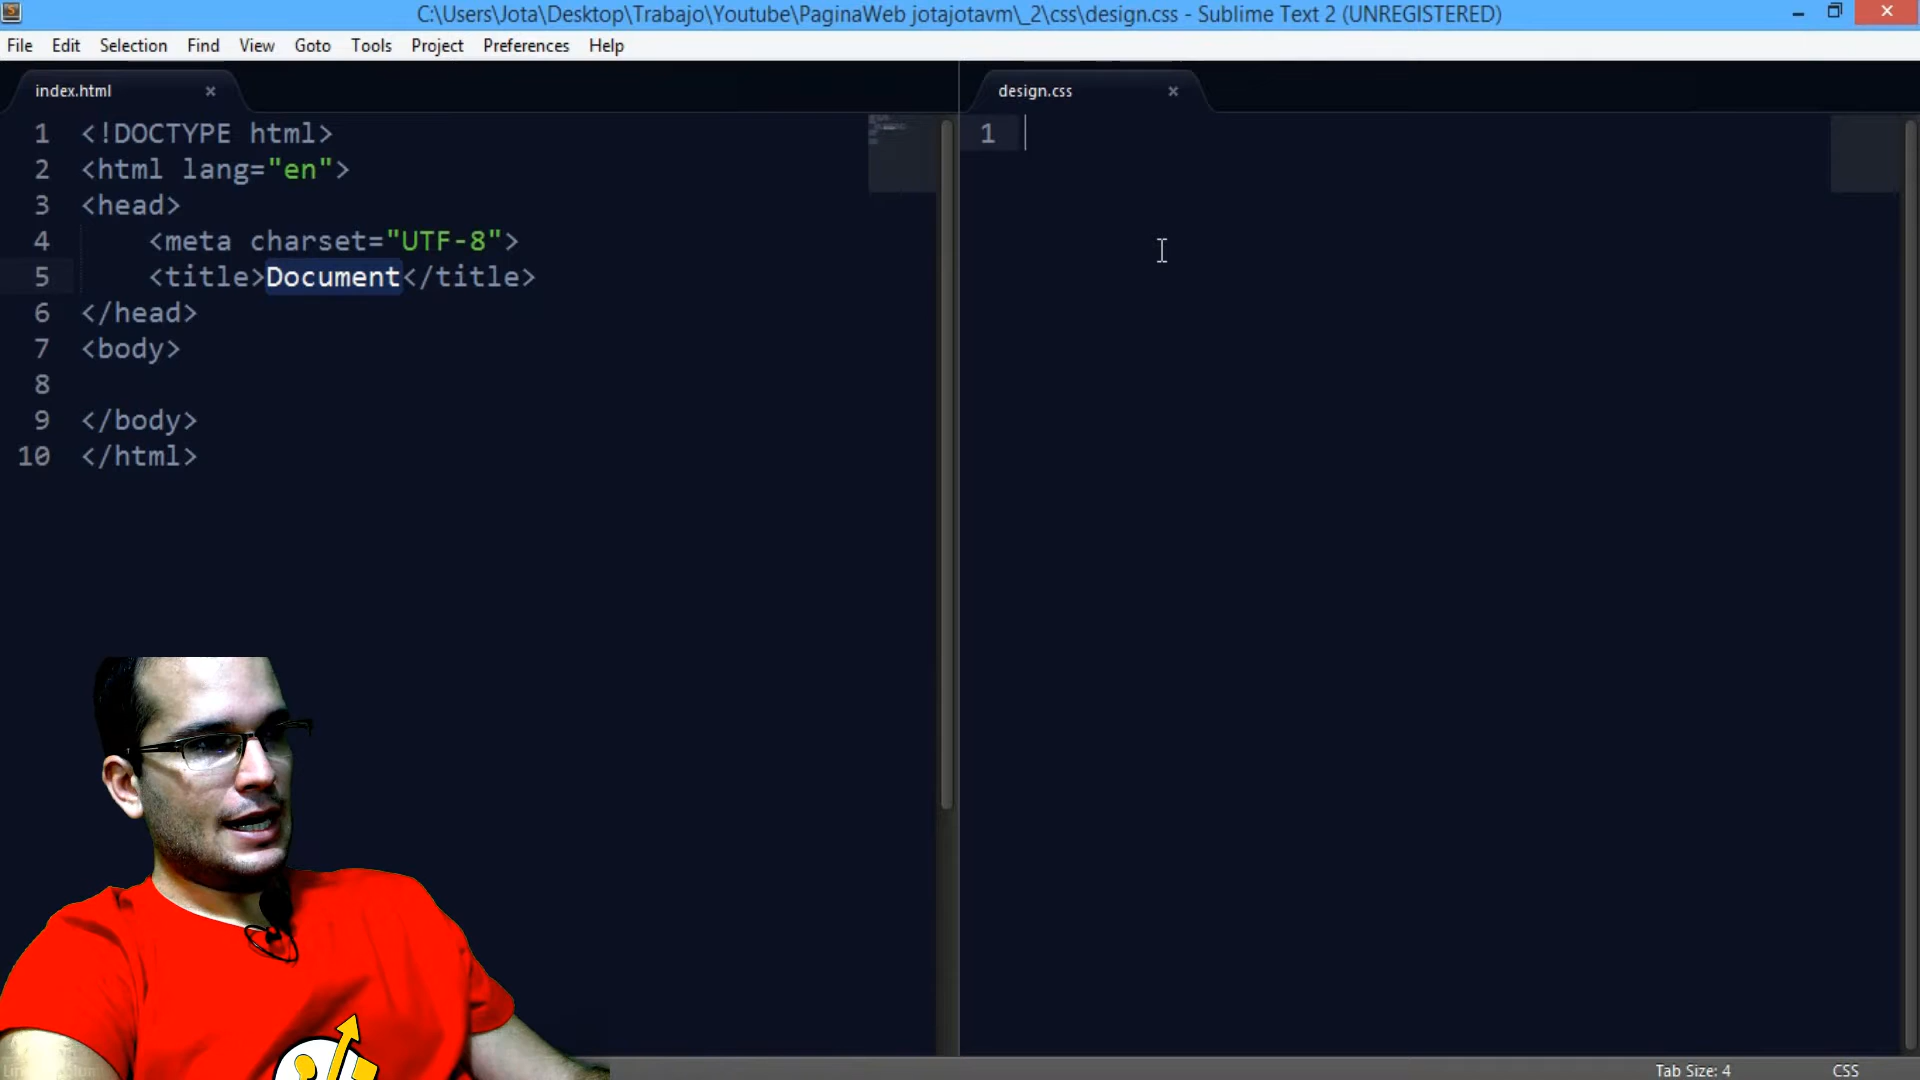 C:\Users\Jota\Desktop\Trabajo\Youtube\PaginaWeb jotajotavm\_2\css\design.css - Sublime Text 2 (UNREGISTERED)
File Edit Selection Find View Goto Tools Project Preferences Help
index.html ×
1 <!DOCTYPE html>
2 <html lang="en">
3 <head>
4 <meta charset="UTF-8">
5 <title>Document</title>
6 </head>
7 <body>
8
9 </body>
10 </html>
design.css ×
1
Tab Size: 4 CSS